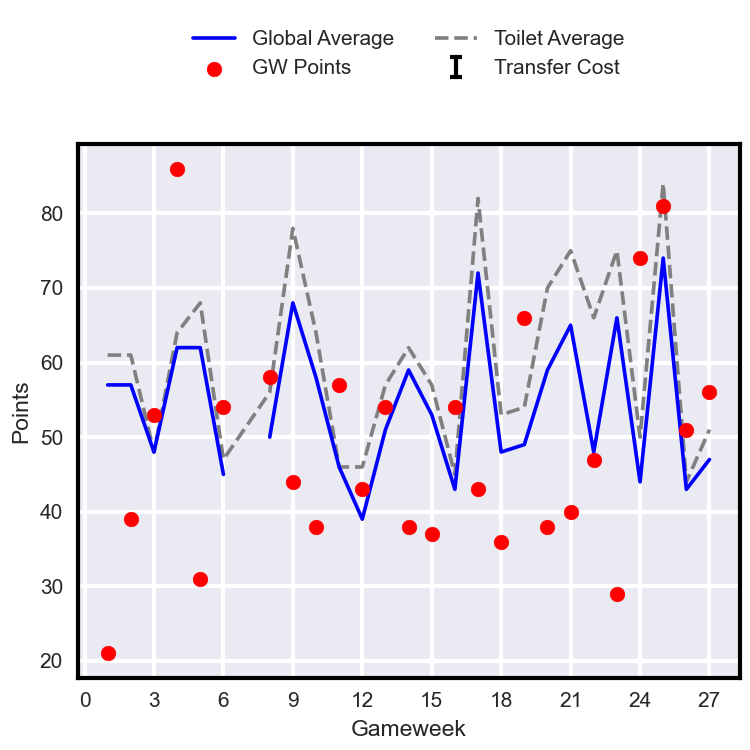 Global Average
GW Points
Toilet Average
Transfer Cost
80
70
60
50
40
30
20
Points
0 3 6 9 12 15 18 21 24 27
Gameweek